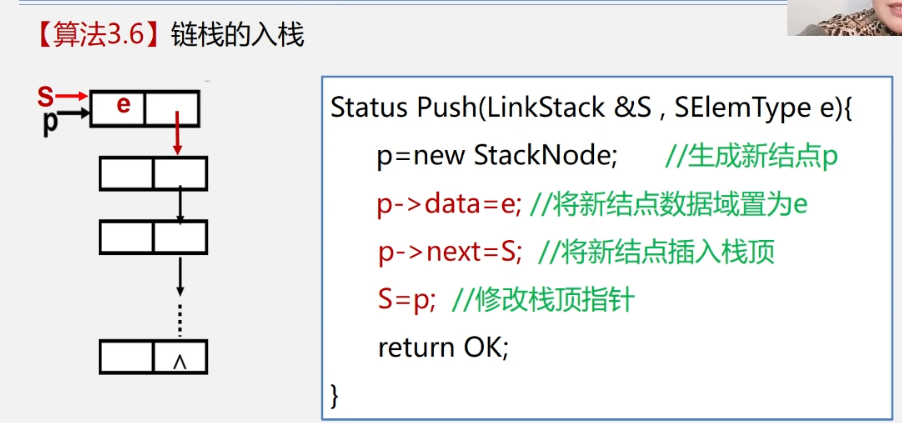 【算法3.6】链栈的入栈
S
p
e
∧
Status Push(LinkStack &S , SElemType e){
p=new StackNode; //生成新结点p
p->data=e; //将新结点数据域置为e
p->next=S; //将新结点插入栈顶
S=p; //修改栈顶指针
return OK;
}